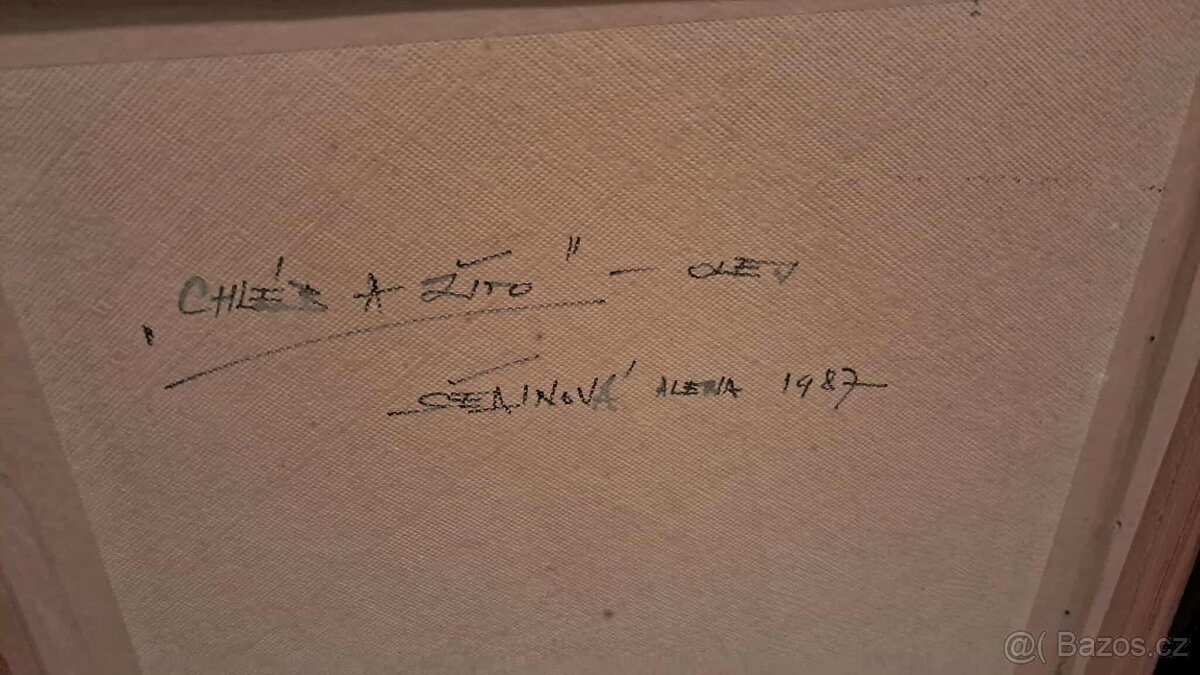 „CHLÉB A ŽITO" – OLEJ
ALENA 1987
@( Bazos.cz